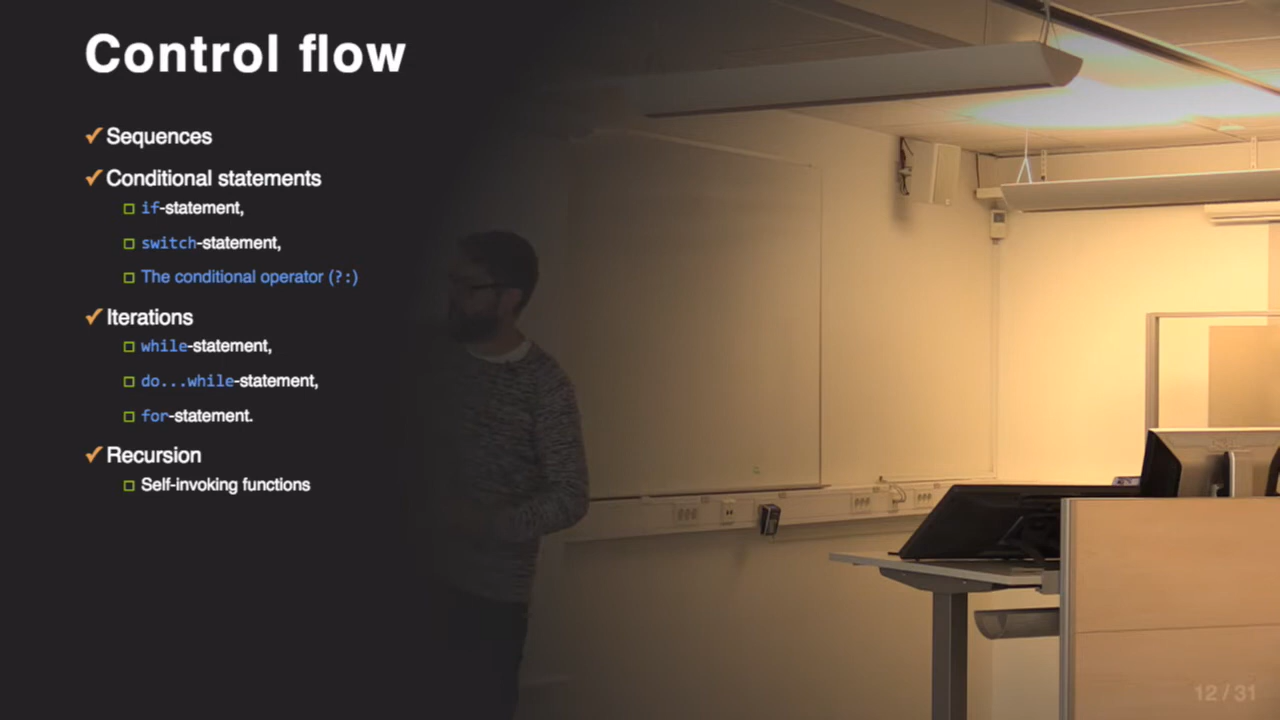 Control flow
✔ Sequences
✔ Conditional statements
□ if-statement,
□ switch-statement,
□ The conditional operator (?:)
✔ Iterations
□ while-statement,
□ do...while-statement,
□ for-statement.
✔ Recursion
□ Self-invoking functions
12 / 31